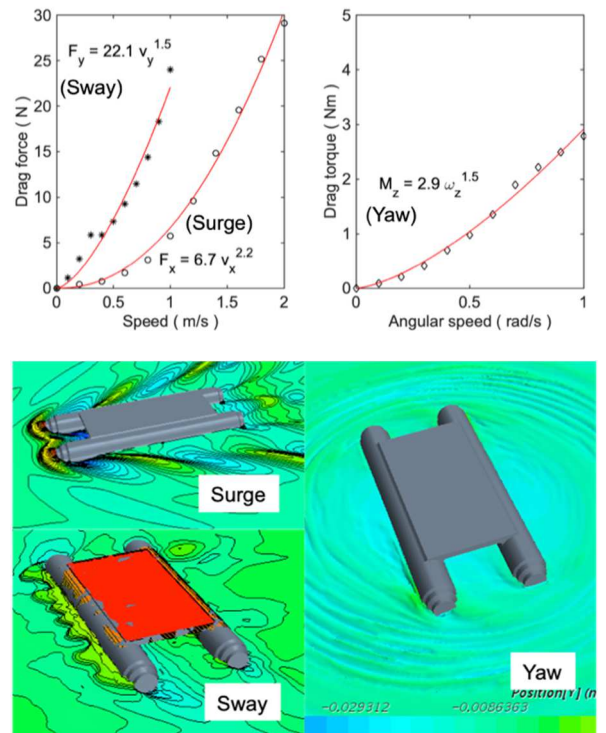 30
25
20
15
10
5
0
0
0.5
1
1.5
2
Drag force ( N )
Speed ( m/s )
F_y = 22.1 v_y^1.5
(Sway)
(Surge)
F_x = 6.7 v_x^2.2
5
4
3
2
1
0
0
0.5
1
Drag torque ( Nm )
Angular speed ( rad/s )
M_z = 2.9 ω_z^1.5
(Yaw)
Surge
Sway
Yaw
Position[Y] (
-0.029312
-0.0086363